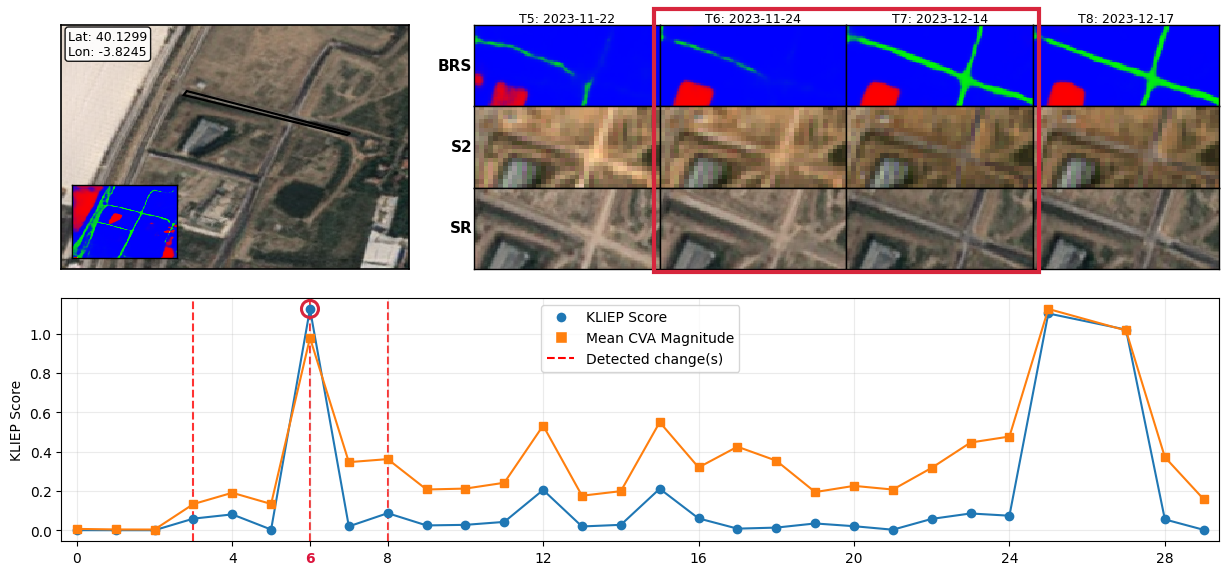 Lat: 40.1299
Lon: -3.8245
T5: 2023-11-22
T6: 2023-11-24
T7: 2023-12-14
T8: 2023-12-17
BRS
S2
SR
KLIEP Score
Mean CVA Magnitude
Detected change(s)
KLIEP Score
1.0
0.8
0.6
0.4
0.2
0.0
0
4
6
8
12
16
20
24
28